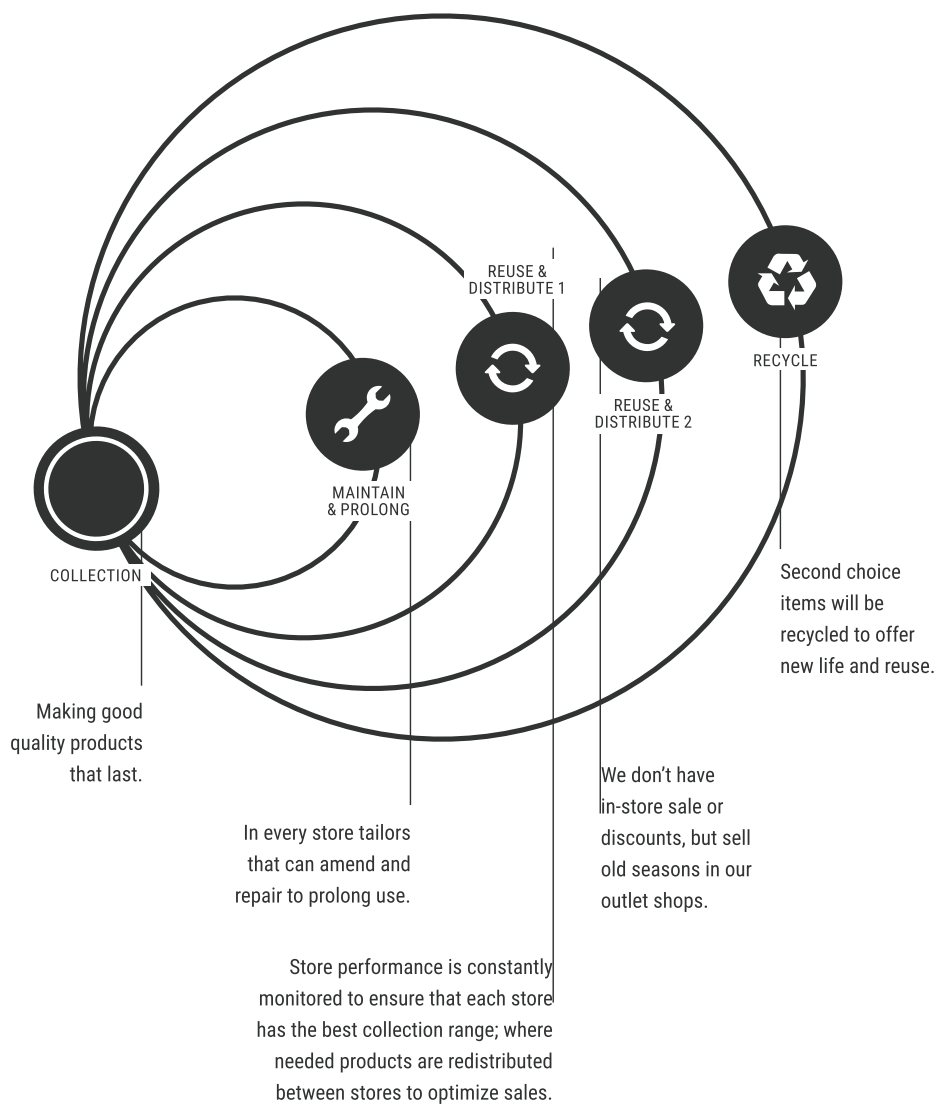 REUSE &
DISTRIBUTE 1
RECYCLE
REUSE &
DISTRIBUTE 2
MAINTAIN
& PROLONG
COLLECTION
Second choice
items will be
recycled to offer
new life and reuse.
Making good
quality products
that last.
We don’t have
in-store sale or
discounts, but sell
old seasons in our
outlet shops.
In every store tailors
that can amend and
repair to prolong use.
Store performance is constantly
monitored to ensure that each store
has the best collection range; where
needed products are redistributed
between stores to optimize sales.